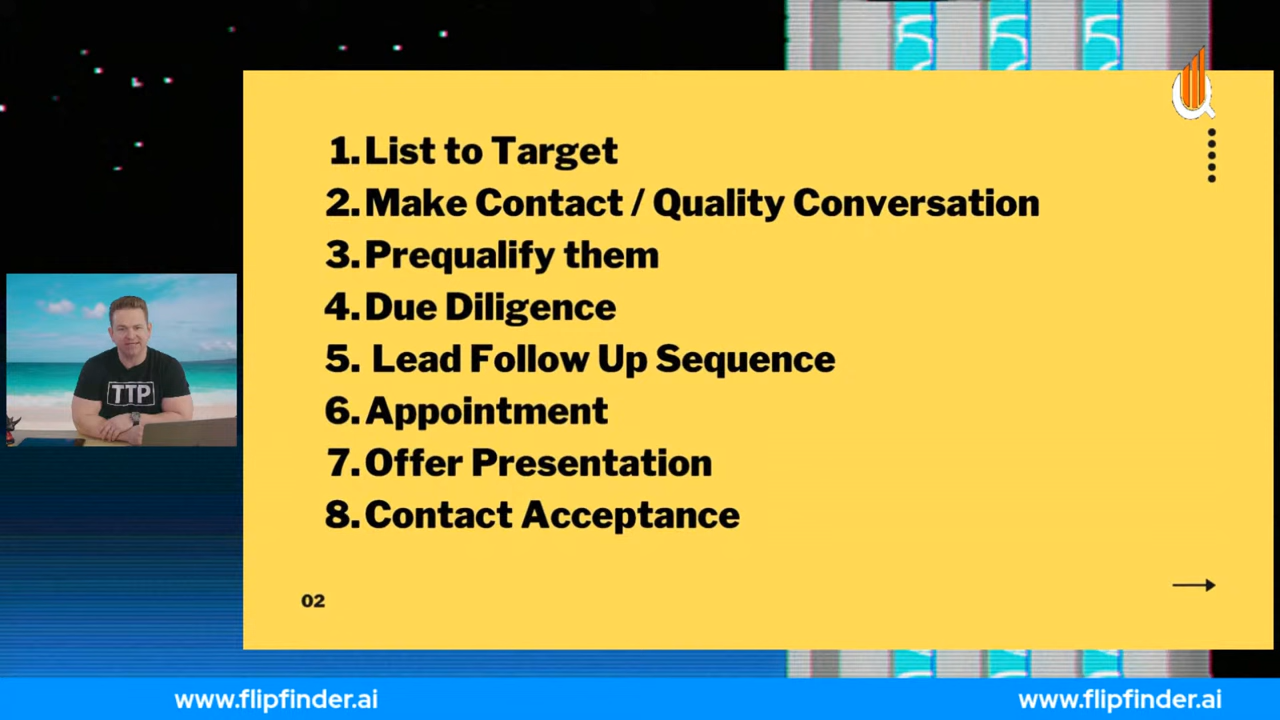 1. List to Target
2. Make Contact / Quality Conversation
3. Prequalify them
4. Due Diligence
5. Lead Follow Up Sequence
6. Appointment
7. Offer Presentation
8. Contact Acceptance
02
TTP
www.flipfinder.ai
www.flipfinder.ai